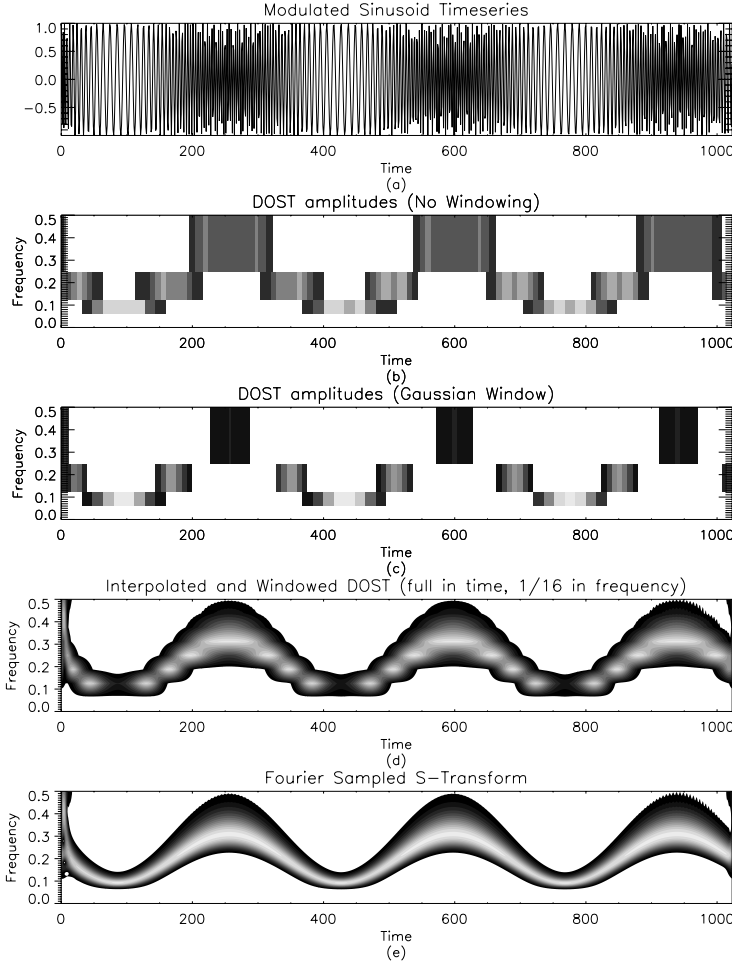 Modulated Sinusoid Timeseries
1.0
0.5
0.0
−0.5
0 200 400 600 800 1000
Time
(a)
DOST amplitudes (No Windowing)
Frequency
0.5
0.4
0.3
0.2
0.1
0.0
0 200 400 600 800 1000
Time
(b)
DOST amplitudes (Gaussian Window)
Frequency
0.5
0.4
0.3
0.2
0.1
0.0
0 200 400 600 800 1000
Time
(c)
Interpolated and Windowed DOST (full in time, 1/16 in frequency)
Frequency
0.5
0.4
0.3
0.2
0.1
0.0
0 200 400 600 800 1000
Time
(d)
Fourier Sampled S−Transform
Frequency
0.5
0.4
0.3
0.2
0.1
0.0
0 200 400 600 800 1000
Time
(e)